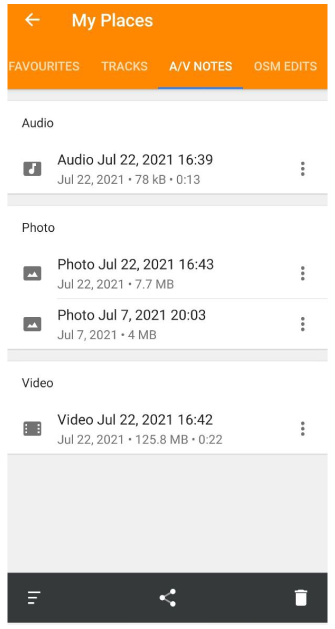 My Places
FAVOURITES TRACKS A/V NOTES OSM EDITS
Audio
Audio Jul 22, 2021 16:39
Jul 22, 2021 • 78 kB • 0:13
Photo
Photo Jul 22, 2021 16:43
Jul 22, 2021 • 7.7 MB
Photo Jul 7, 2021 20:03
Jul 7, 2021 • 4 MB
Video
Video Jul 22, 2021 16:42
Jul 22, 2021 • 125.8 MB • 0:22